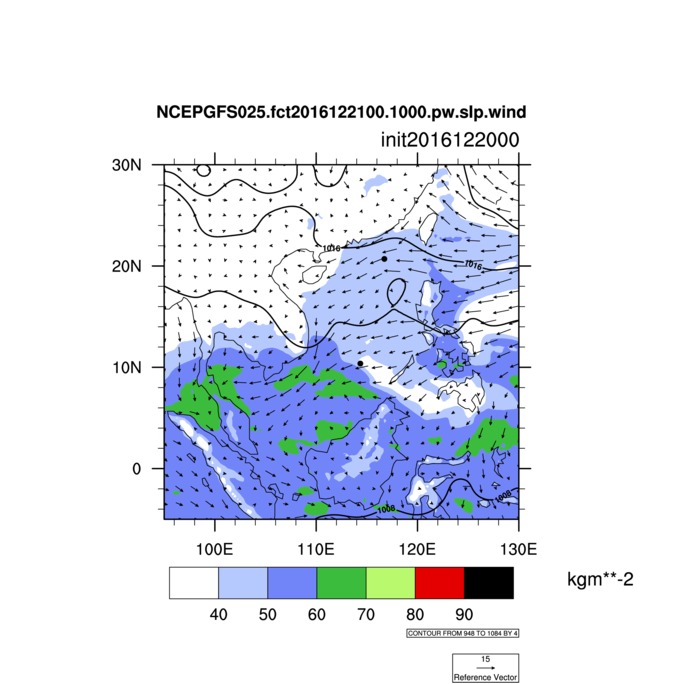 NCEPGFS025.fct2016122100.1000.pw.slp.wind
init2016122000
30N
1016
20N
1016
10N
0
1008
1008
100E 110E 120E 130E
40 50 60 70 80 90
kgm**-2
CONTOUR FROM 948 TO 1084 BY 4
15
Reference Vector